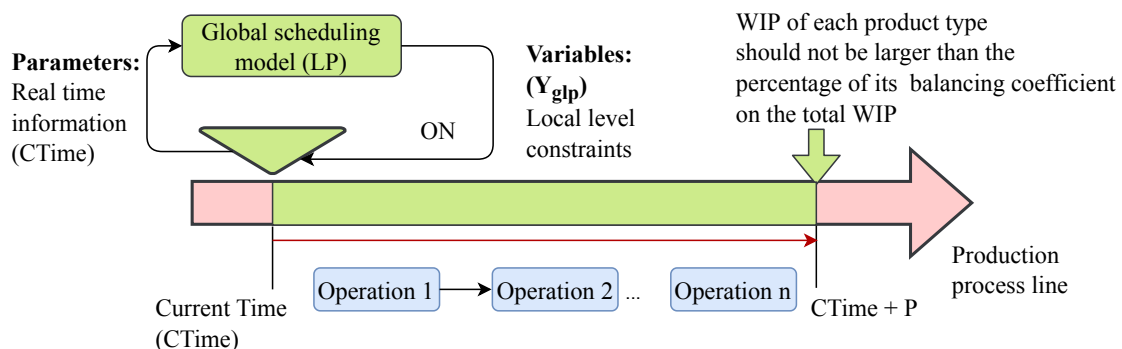 Global scheduling
model (LP)
Parameters:
Real time
information
(CTime)
ON
Variables:
(Yglp)
Local level
constraints
WIP of each product type
should not be larger than the
percentage of its balancing coefficient
on the total WIP
Operation 1
Operation 2
...
Operation n
Current Time
(CTime)
CTime + P
Production
process line